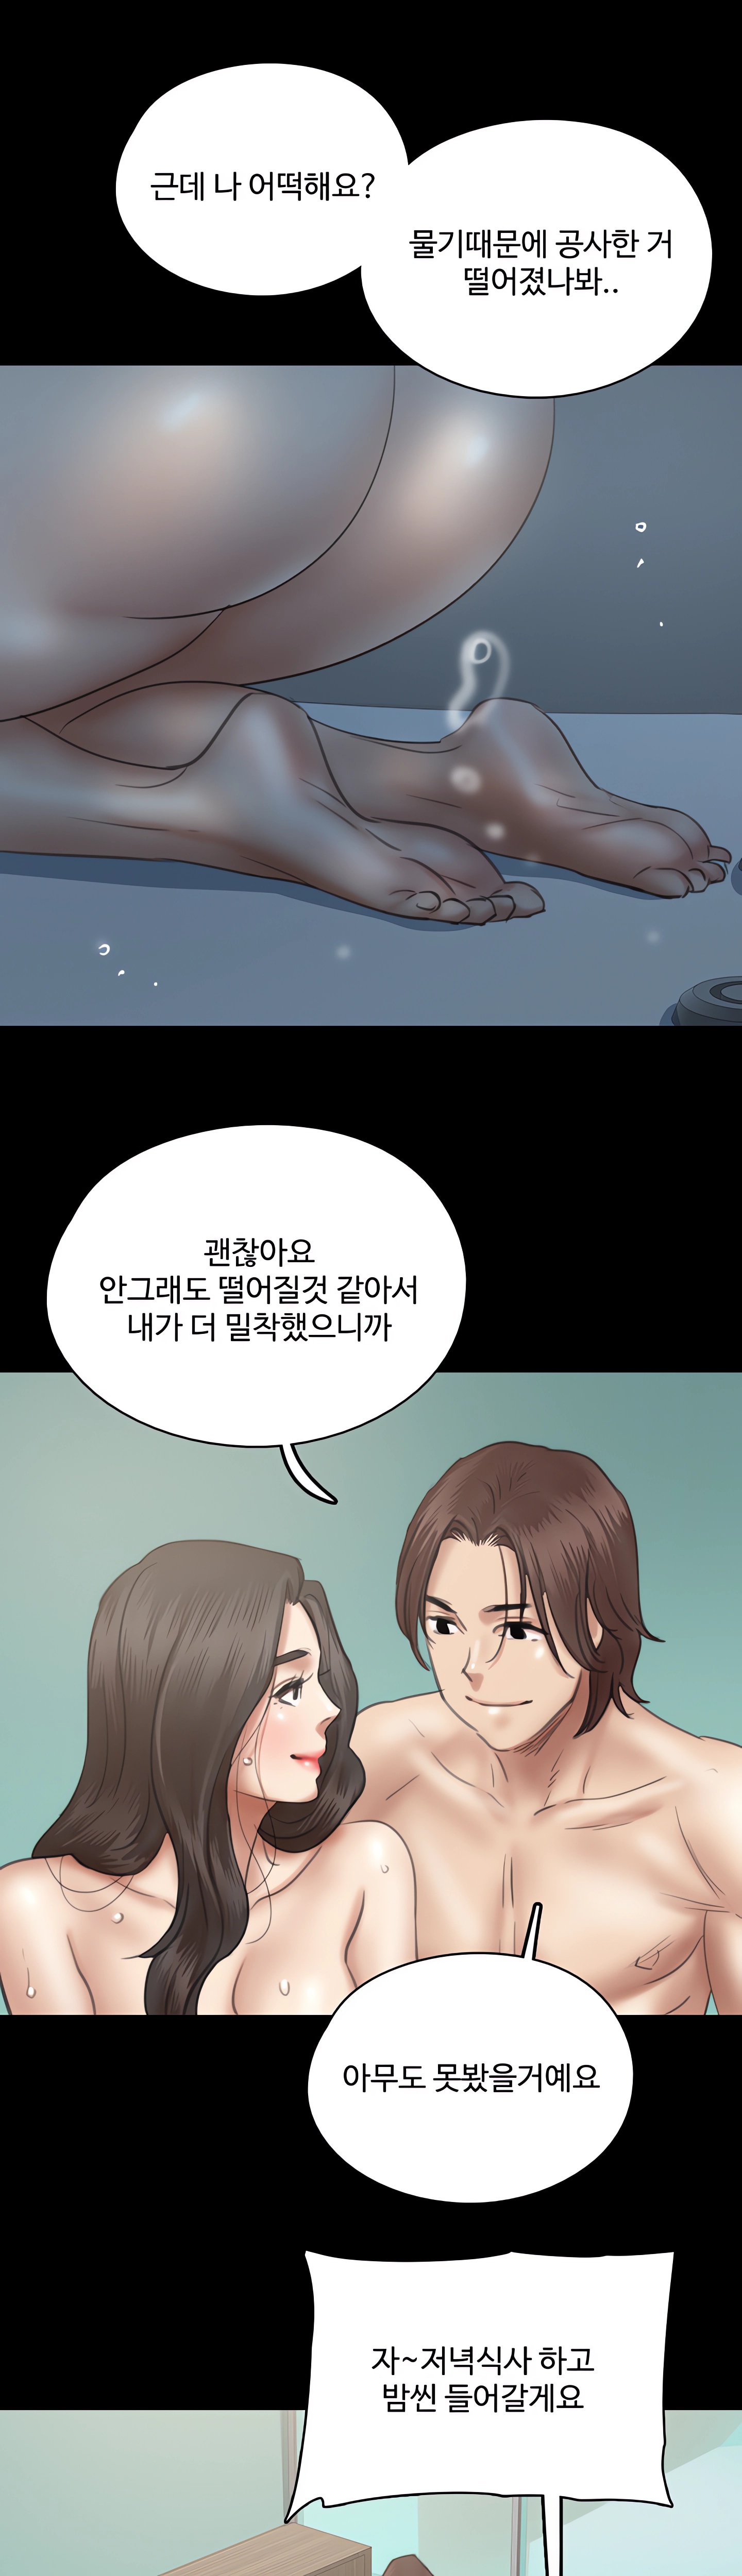 근데 나 어떡해요?
물기때문에 공사한 거
떨어졌나봐..
괜찮아요
안그래도 떨어질것 같아서
내가 더 밀착했으니까
아무도 못봤을거예요
자~저녁식사 하고
밤씬 들어갈게요